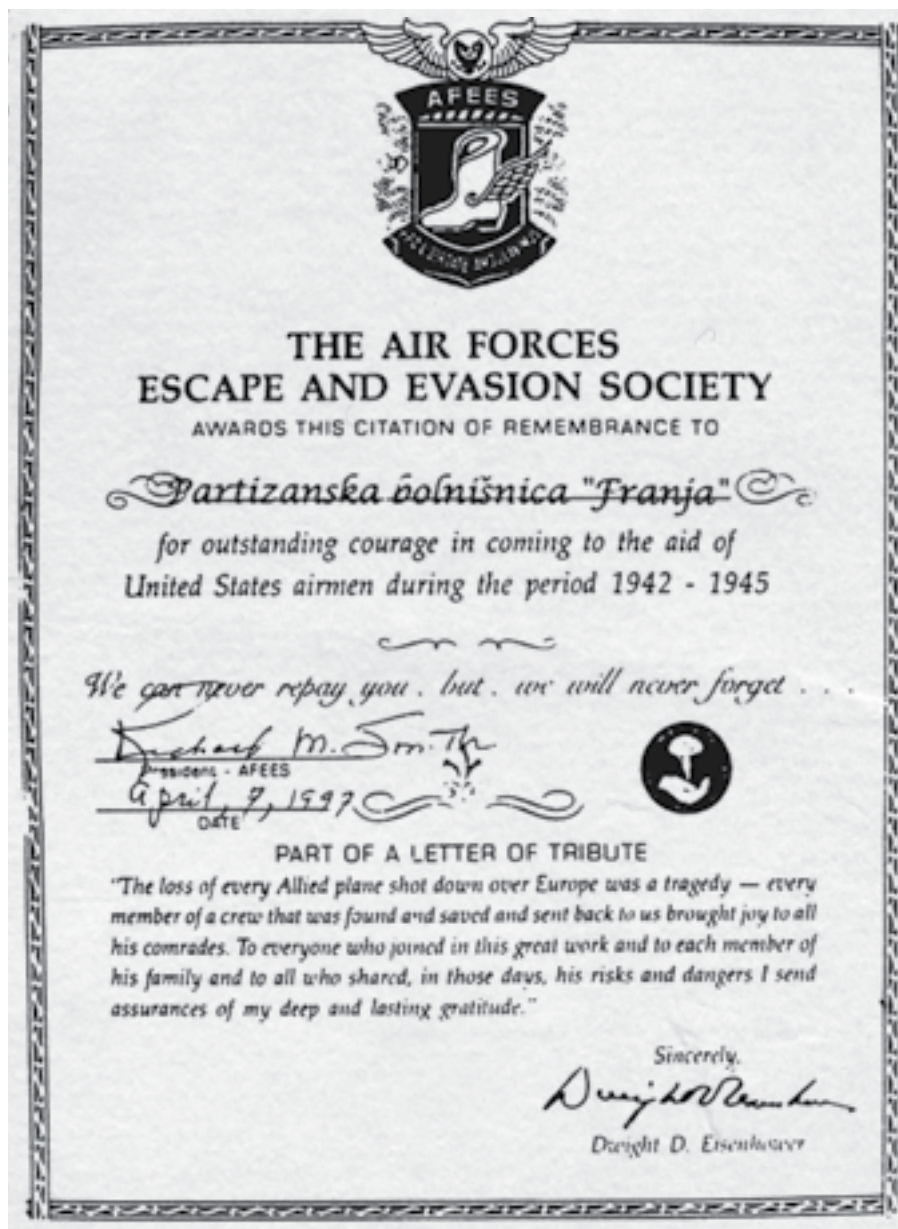 AFEES
THE AIR FORCES
ESCAPE AND EVASION SOCIETY
AWARDS THIS CITATION OF REMEMBRANCE TO
Partizanska bolnišnica "Franja"
for outstanding courage in coming to the aid of
United States airmen during the period 1942 - 1945
We can never repay you . but . we will never forget . . .
Richard M. Smith
President - AFEES
April, 7, 1997
DATE
PART OF A LETTER OF TRIBUTE
"The loss of every Allied plane shot down over Europe was a tragedy — every
member of a crew that was found and saved and sent back to us brought joy to all
his comrades. To everyone who joined in this great work and to each member of
his family and to all who shared, in those days, his risks and dangers I send
assurances of my deep and lasting gratitude."
Sincerely,
Dwight D. Eisenhower